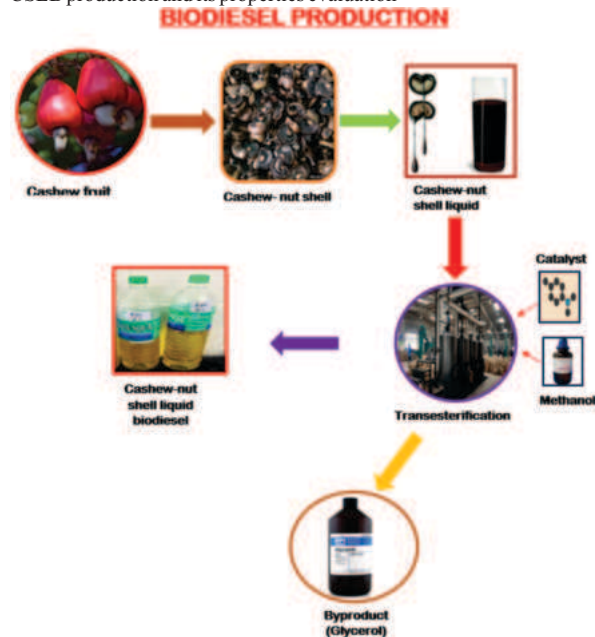 BIODIESEL PRODUCTION
Cashew fruit
Cashew- nut shell
Cashew-nut
shell liquid
Catalyst
Methanol
Transesterification
Cashew-nut
shell liquid
biodiesel
Byproduct
(Glycerol)